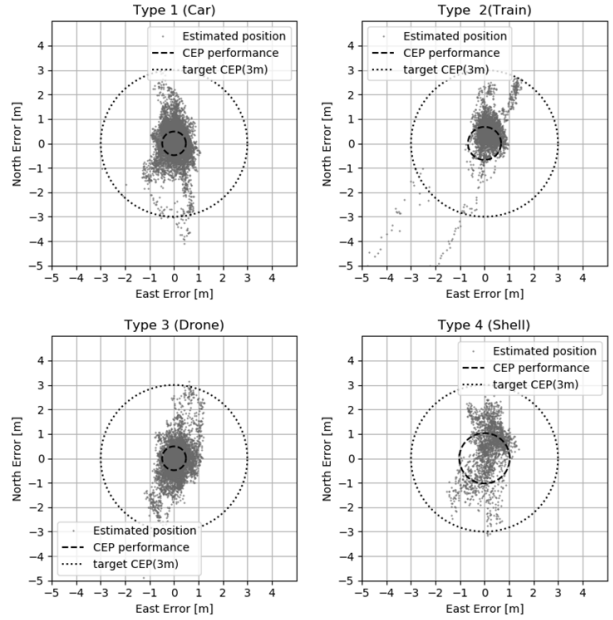 Type 1 (Car)
Estimated position
CEP performance
target CEP(3m)
4
3
2
1
0
−1
−2
−3
−4
−5
North Error [m]
−5 −4 −3 −2 −1 0 1 2 3 4
East Error [m]
Type  2(Train)
Estimated position
CEP performance
target CEP(3m)
4
3
2
1
0
−1
−2
−3
−4
−5
North Error [m]
−5 −4 −3 −2 −1 0 1 2 3 4
East Error [m]
Type 3 (Drone)
4
3
2
1
0
−1
−2
−3
−4
−5
North Error [m]
Estimated position
CEP performance
target CEP(3m)
−5 −4 −3 −2 −1 0 1 2 3 4
East Error [m]
Type 4 (Shell)
Estimated position
CEP performance
target CEP(3m)
4
3
2
1
0
−1
−2
−3
−4
−5
North Error [m]
−5 −4 −3 −2 −1 0 1 2 3 4
East Error [m]